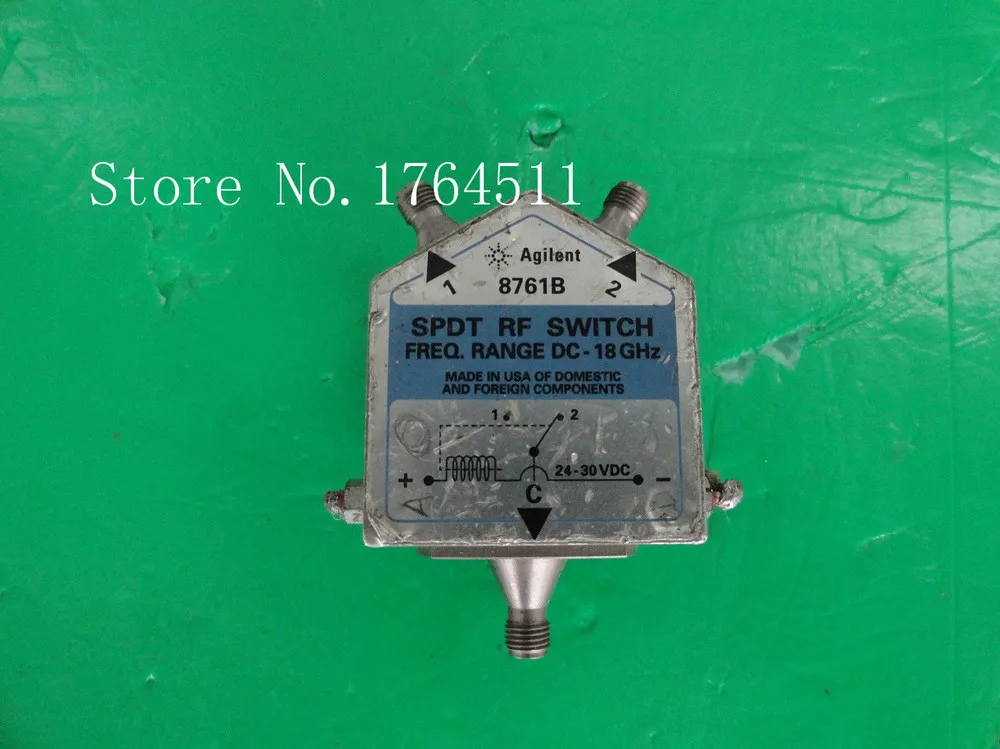 Store No. 1764511
Agilent
1 8761B 2
SPDT RF SWITCH
FREQ. RANGE DC - 18 GHz
MADE IN USA OF DOMESTIC
AND FOREIGN COMPONENTS
1 2
24-30 VDC
+ -
C
A